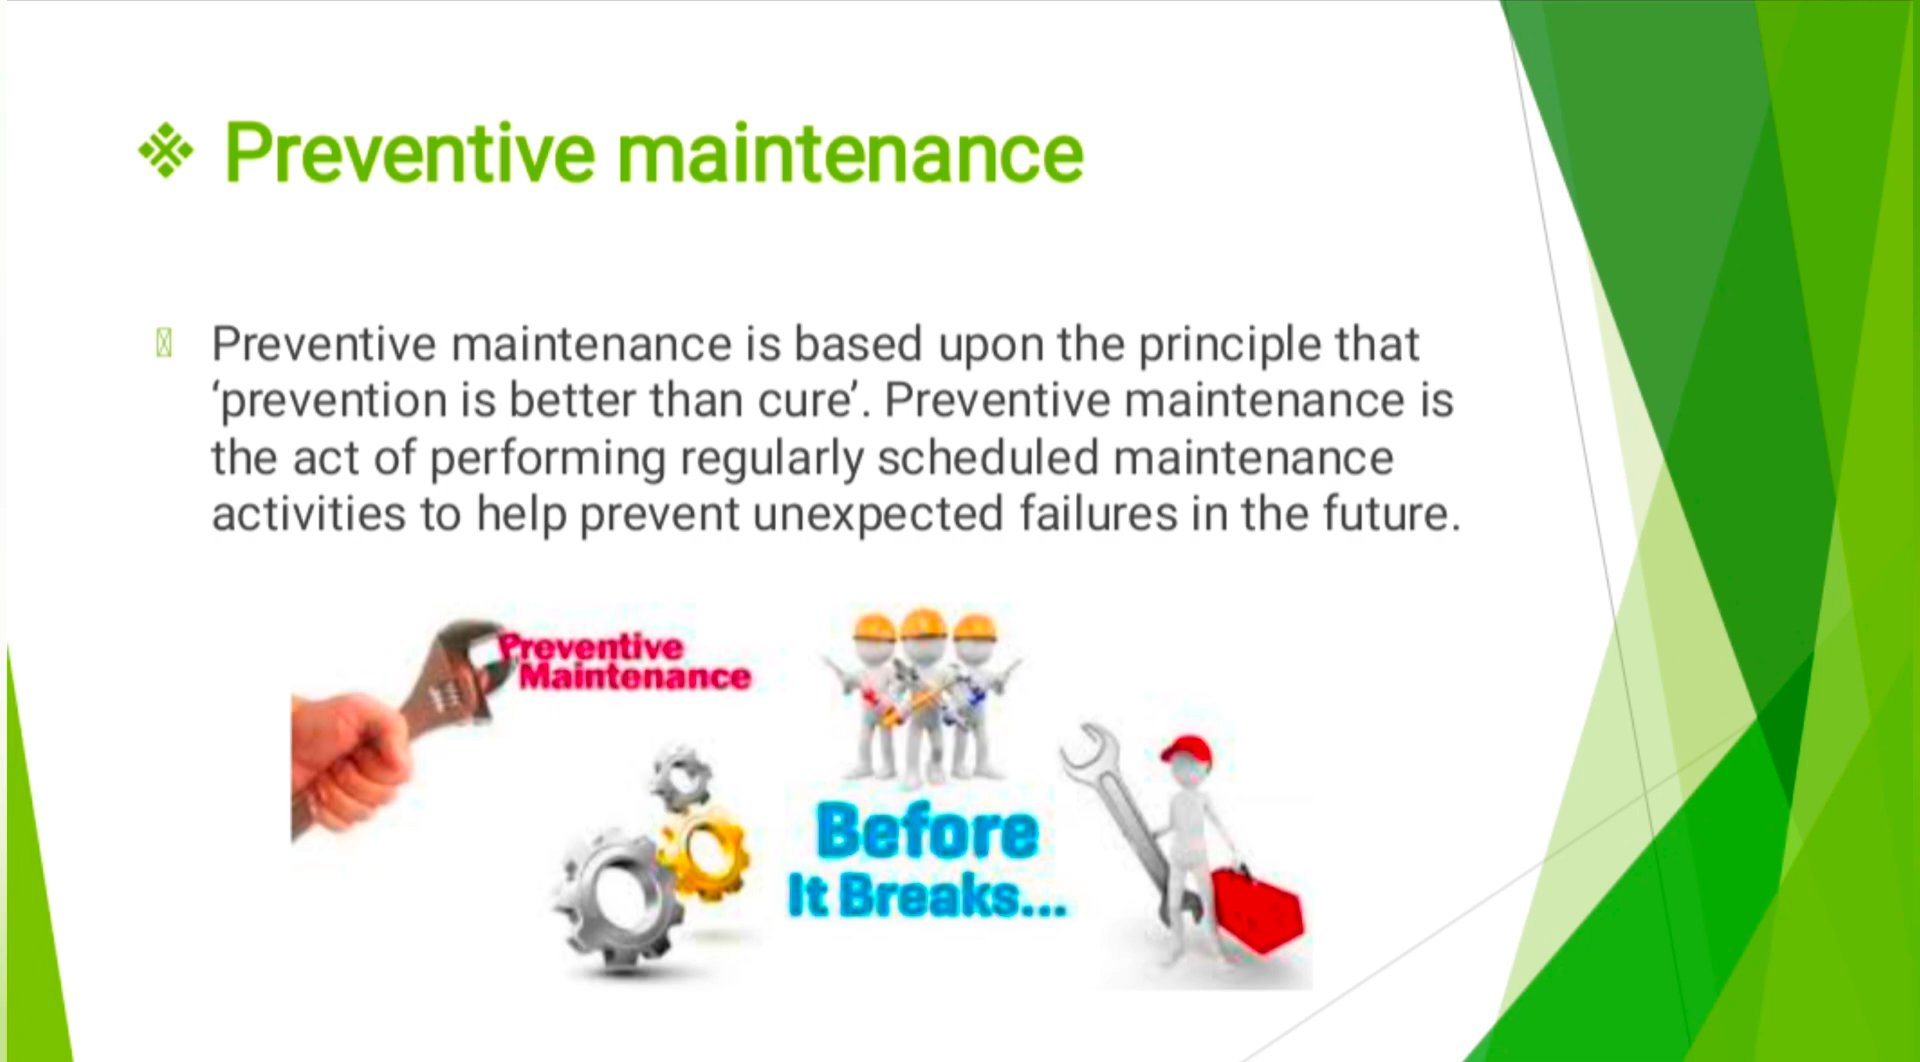 ❖ Preventive maintenance
Preventive maintenance is based upon the principle that
‘prevention is better than cure’. Preventive maintenance is
the act of performing regularly scheduled maintenance
activities to help prevent unexpected failures in the future.
Preventive
Maintenance
Before
It Breaks...